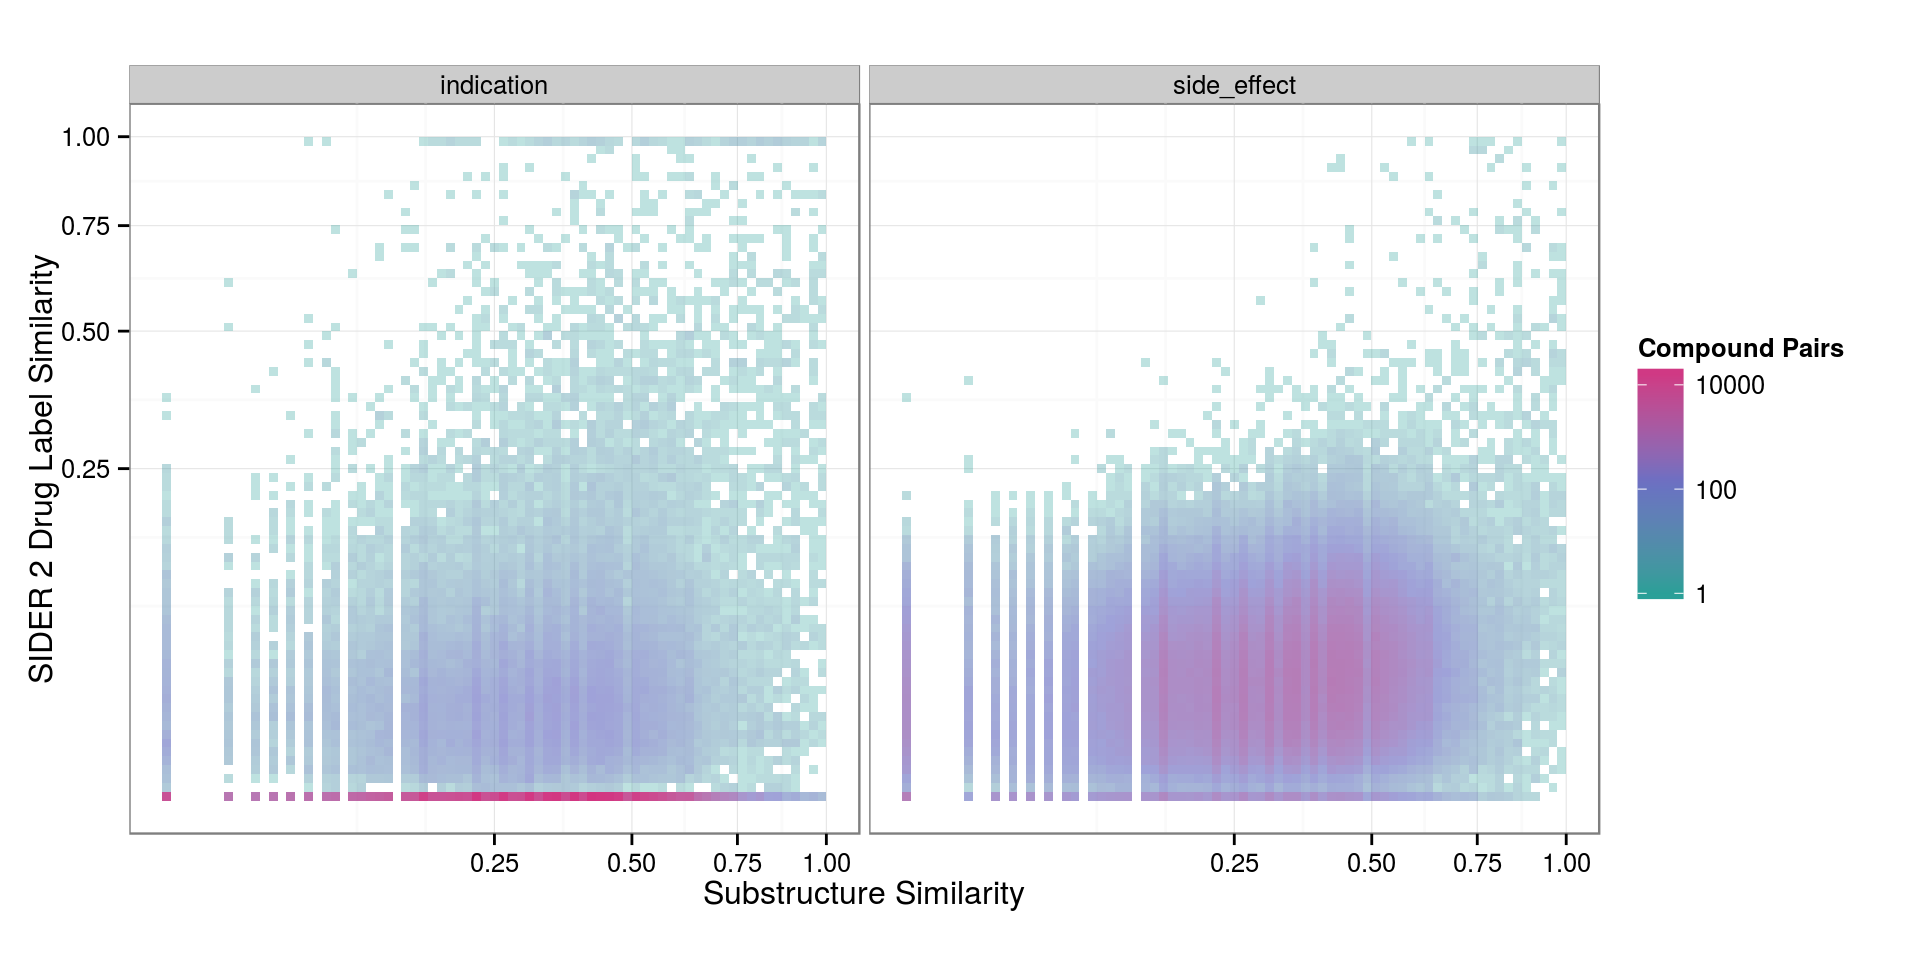 indication
side_effect
SIDER 2 Drug Label Similarity
1.00
0.75
0.50
0.25
0.25 0.50 0.75 1.00
0.25 0.50 0.75 1.00
Substructure Similarity
Compound Pairs
10000
100
1